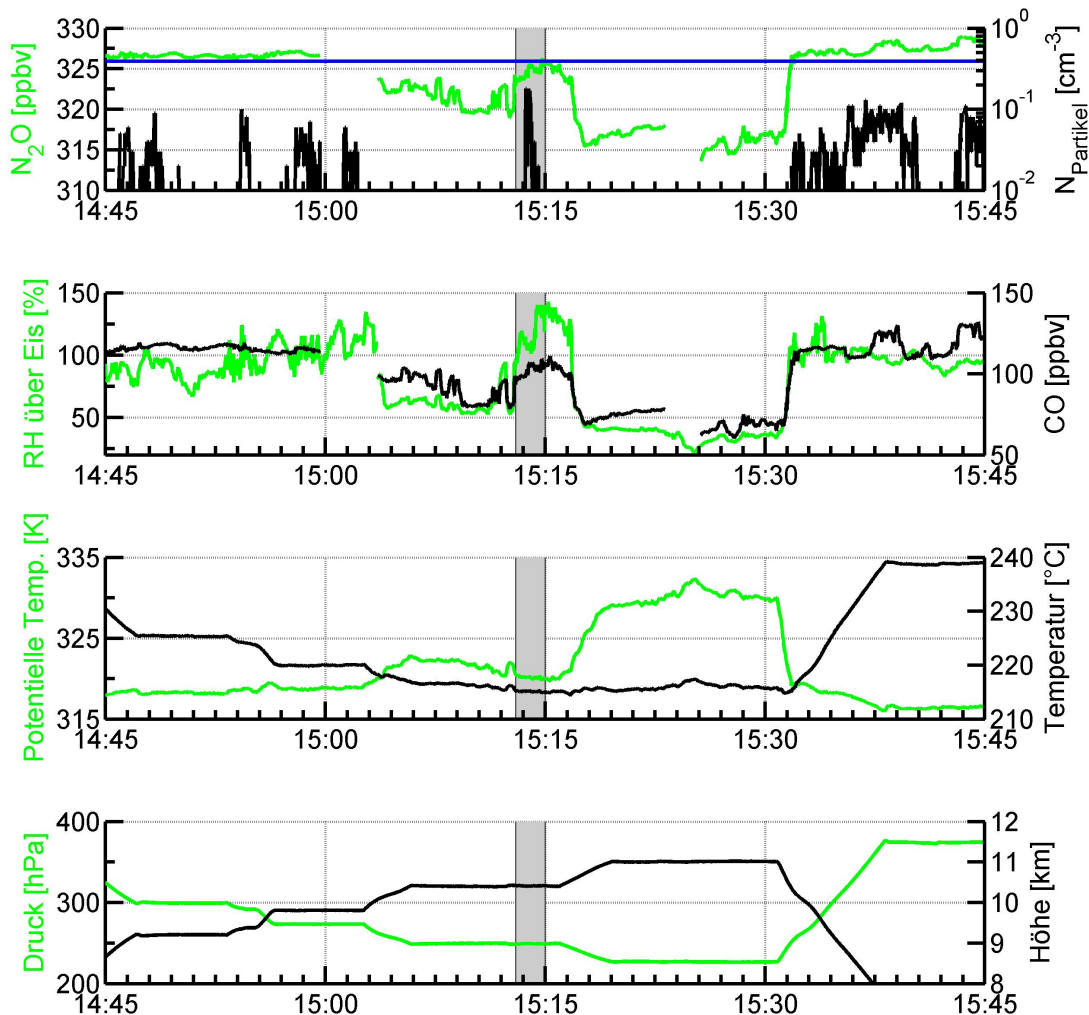 N₂O [ppbv]
330
325
320
315
310
10⁰
10⁻¹
10⁻²
N_Partikel [cm⁻³]
14:45 15:00 15:15 15:30 15:45
RH über Eis [%]
150
100
50
150
100
50
CO [ppbv]
14:45 15:00 15:15 15:30 15:45
Potentielle Temp. [K]
335
325
315
240
230
220
210
Temperatur [°C]
14:45 15:00 15:15 15:30 15:45
Druck [hPa]
400
300
200
12
11
10
9
8
Höhe [km]
14:45 15:00 15:15 15:30 15:45